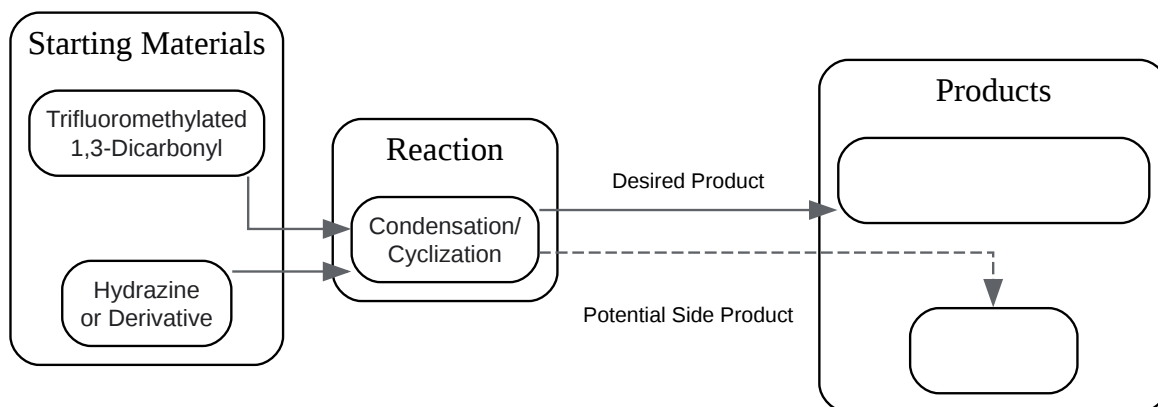 Starting Materials
Trifluoromethylated
1,3-Dicarbonyl
Hydrazine
or Derivative
Reaction
Condensation/
Cyclization
Desired Product
Potential Side Product
Products